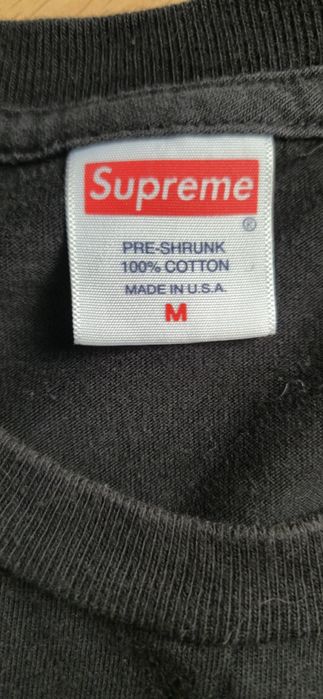 Supreme
®
PRE-SHRUNK
100% COTTON
MADE IN U.S.A.
M